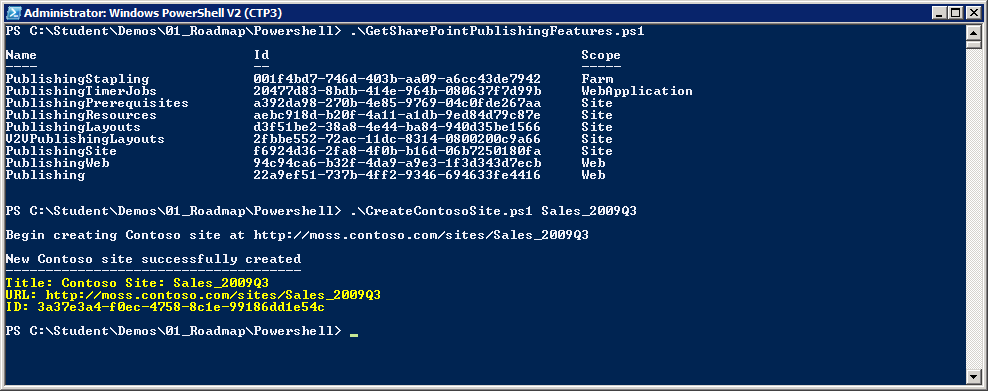 Administrator: Windows PowerShell V2 (CTP3)
PS C:\Student\Demos\01_Roadmap\Powershell> .\GetSharePointPublishingFeatures.ps1
Name Id Scope
---- -- -----
PublishingStapling 001f4bd7-746d-403b-aa09-a6cc43de7942 Farm
PublishingTimerJobs 20477d83-8bdb-414e-964b-080637f7d99b WebApplication
PublishingPrerequisites a392da98-270b-4e85-9769-04c0fde267aa Site
PublishingResources aebc918d-b20f-4a11-a1db-9ed84d79c87e Site
PublishingLayouts d3f51be2-38a8-4e44-ba84-940d35be1566 Site
V2VPublishingLayouts 2fbbe552-72ac-11dc-8314-0800200c9a66 Site
PublishingSite f6924d36-2fa8-4f0b-b16d-06b7250180fa Site
PublishingWeb 94c94ca6-b32f-4da9-a9e3-1f3d343d7ecb Web
Publishing 22a9ef51-737b-4ff2-9346-694633fe4416 Web
PS C:\Student\Demos\01_Roadmap\Powershell> .\CreateContosoSite.ps1 Sales_2009Q3
Begin creating Contoso site at http://moss.contoso.com/sites/Sales_2009Q3
New Contoso site successfully created
-------------------------------------
Title: Contoso Site: Sales_2009Q3
URL: http://moss.contoso.com/sites/Sales_2009Q3
ID: 3a37e3a4-f0ec-4758-8c1e-99186dd1e54c
PS C:\Student\Demos\01_Roadmap\Powershell> _